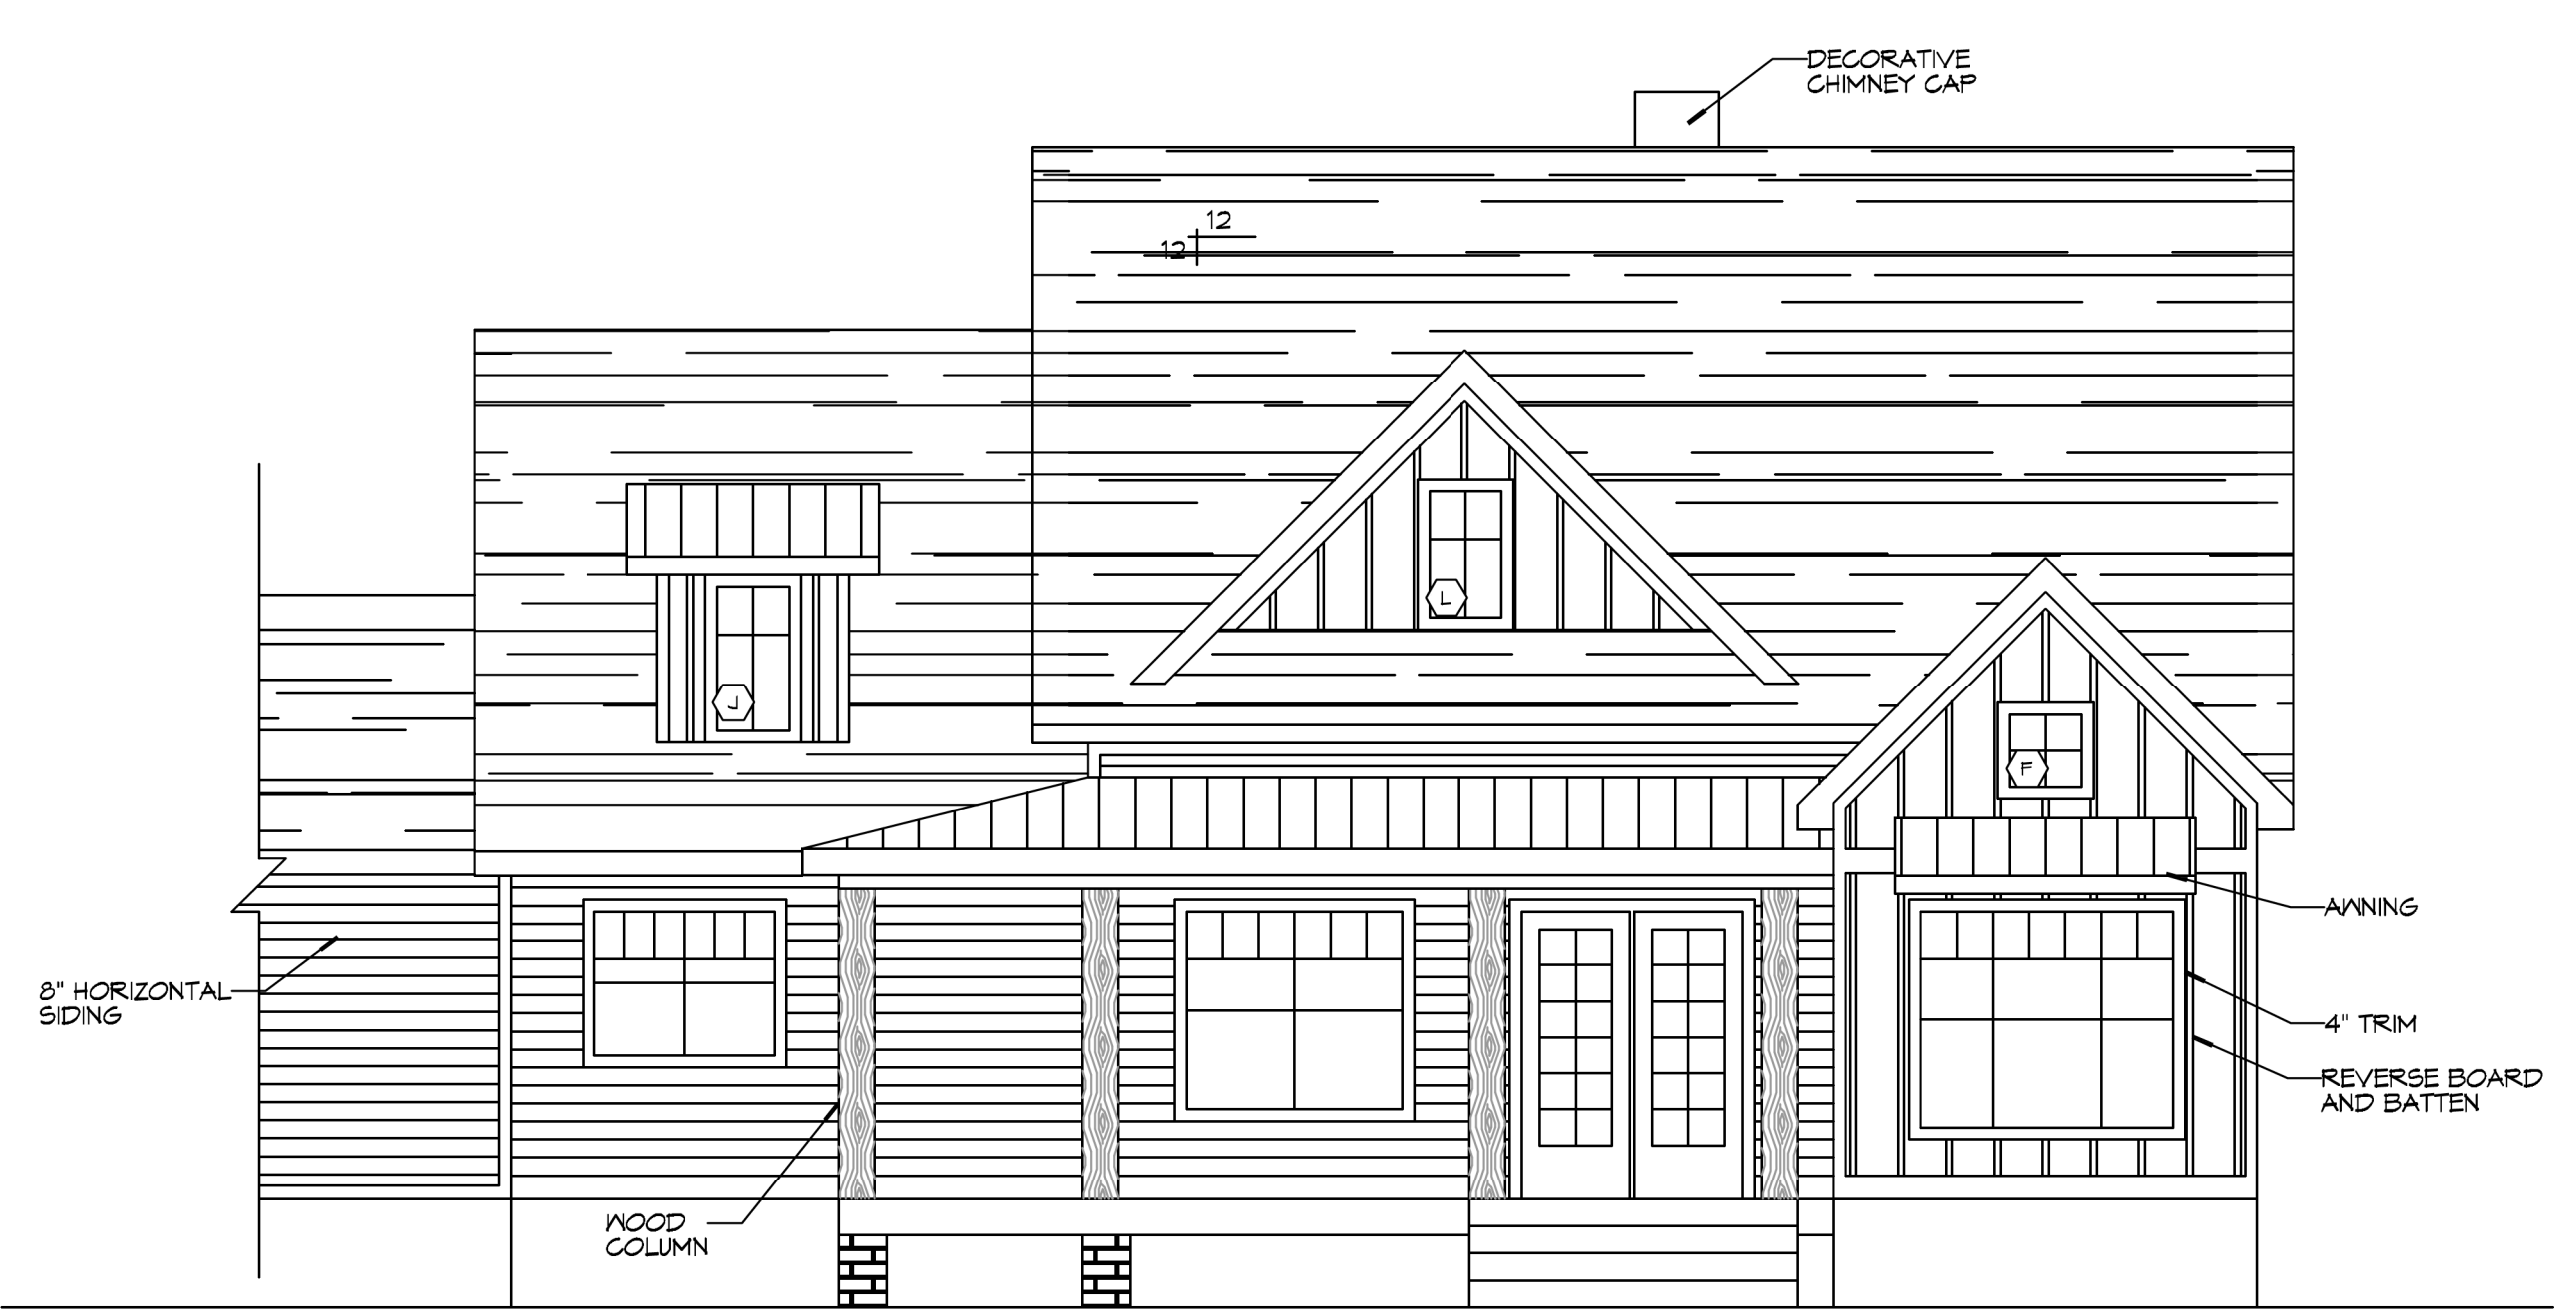 DECORATIVE
CHIMNEY CAP
12
12
L
J
F
AWNING
8" HORIZONTAL
SIDING
4" TRIM
REVERSE BOARD
AND BATTEN
WOOD
COLUMN